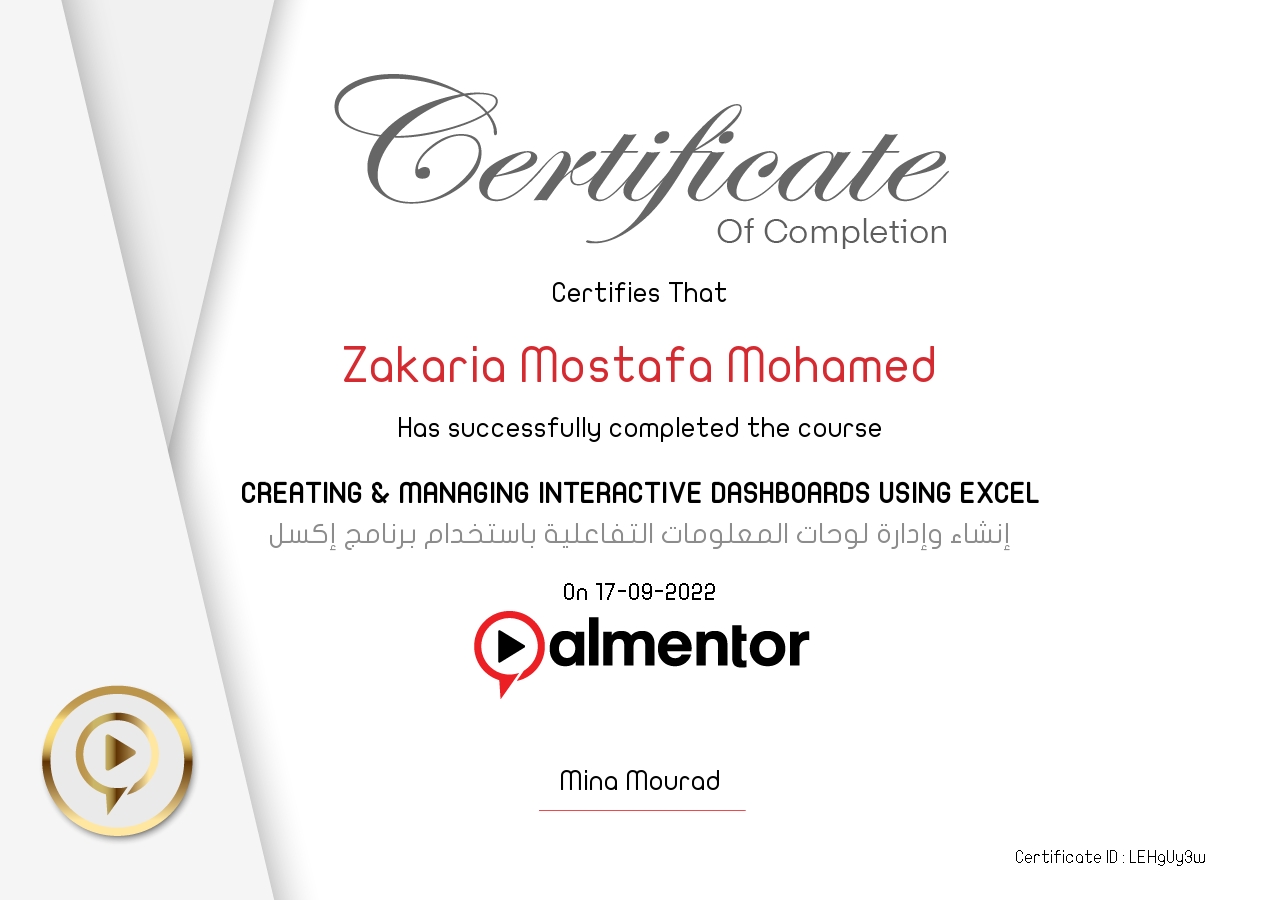 Certificate
Of Completion
Certifies That
Zakaria Mostafa Mohamed
Has successfully completed the course
CREATING & MANAGING INTERACTIVE DASHBOARDS USING EXCEL
إنشاء وإدارة لوحات المعلومات التفاعلية باستخدام برنامج إكسل
On 17-09-2022
almentor
Mina Mourad
Certificate ID : LEHgUy3w